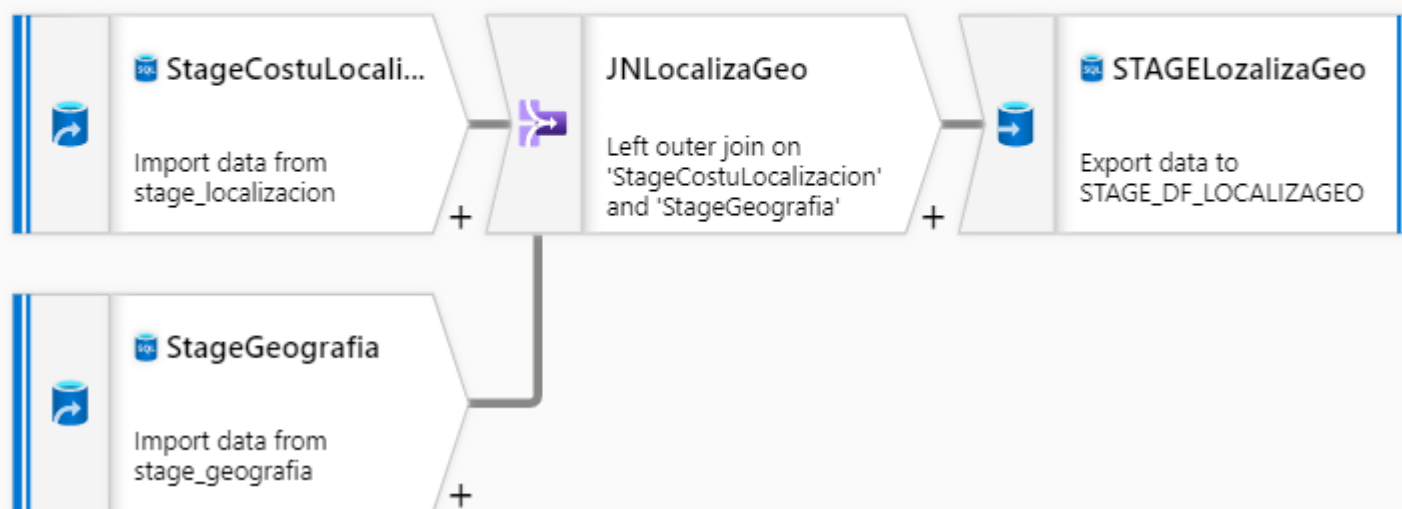 StageCostuLocali...
Import data from
stage_localizacion
+
JNLocalizaGeo
Left outer join on
'StageCostuLocalizacion'
and 'StageGeografia'
+
STAGELozalizaGeo
Export data to
STAGE_DF_LOCALIZAGEO
StageGeografia
Import data from
stage_geografia
+